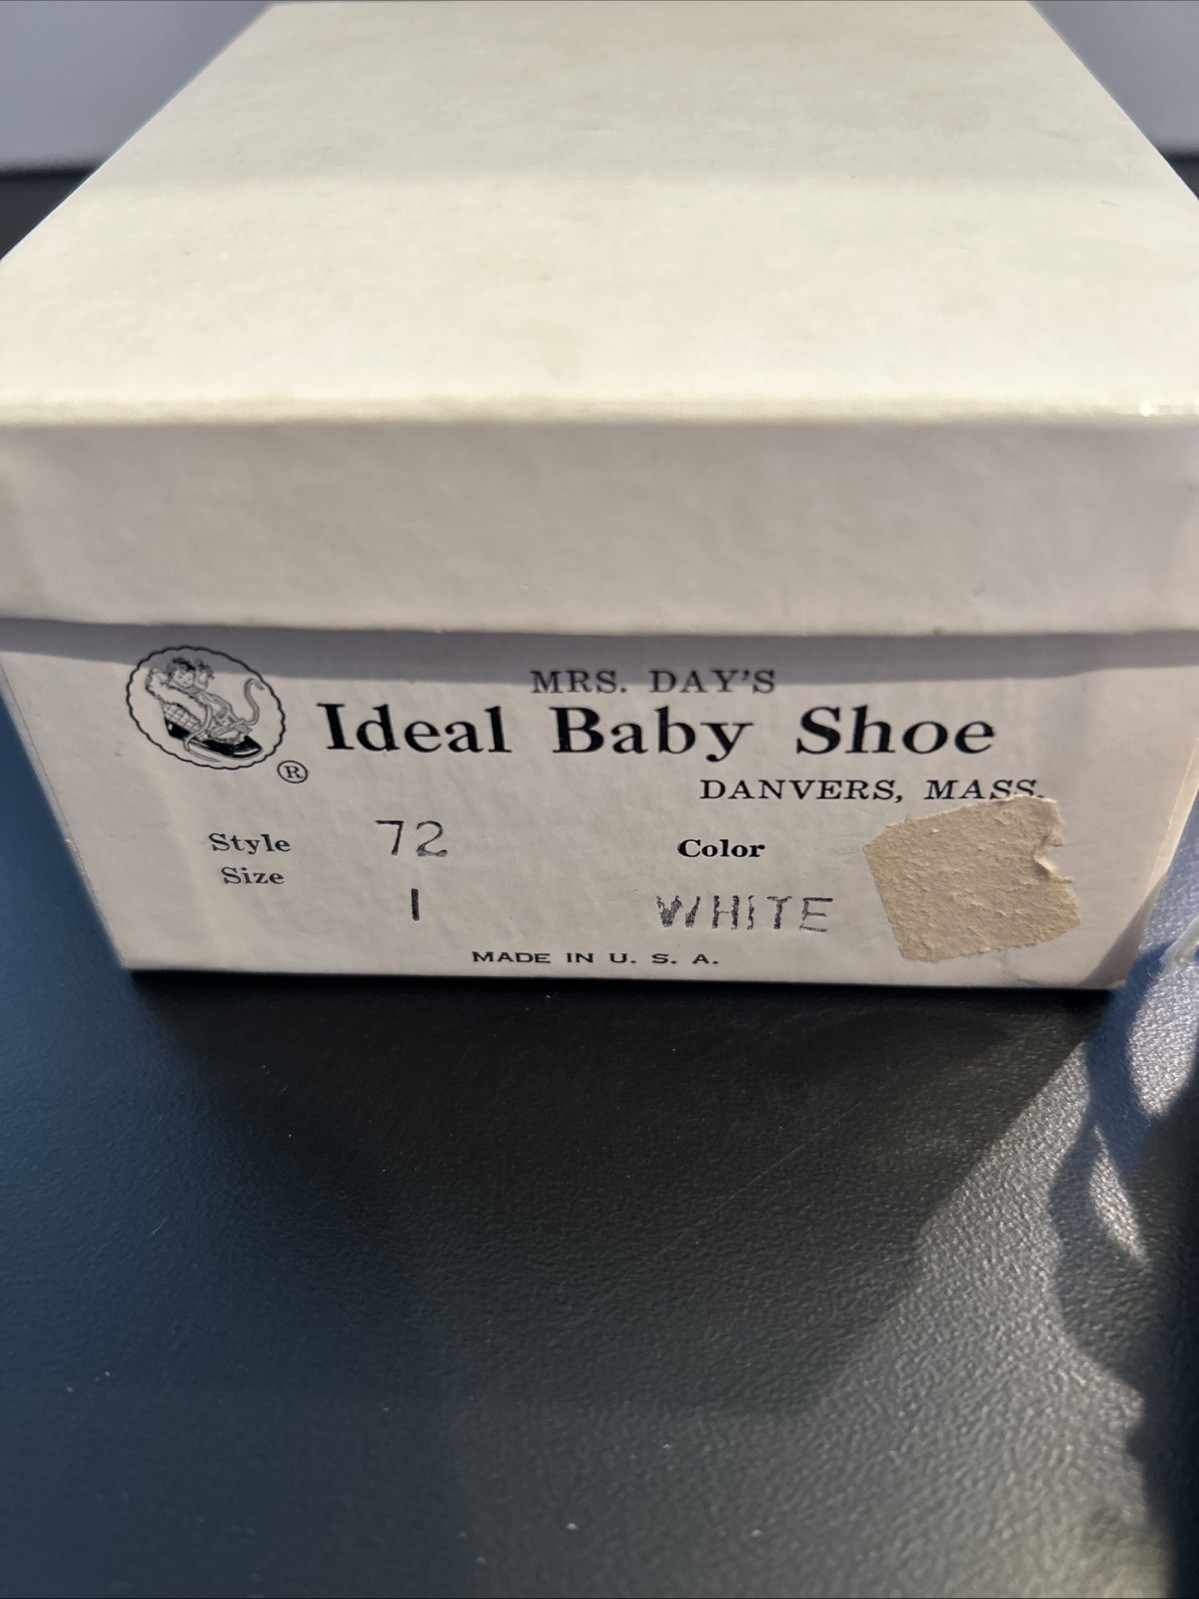 MRS. DAY'S
Ideal Baby Shoe
®
DANVERS, MASS.
Style 72 Color
Size 1 WHITE
MADE IN U. S. A.